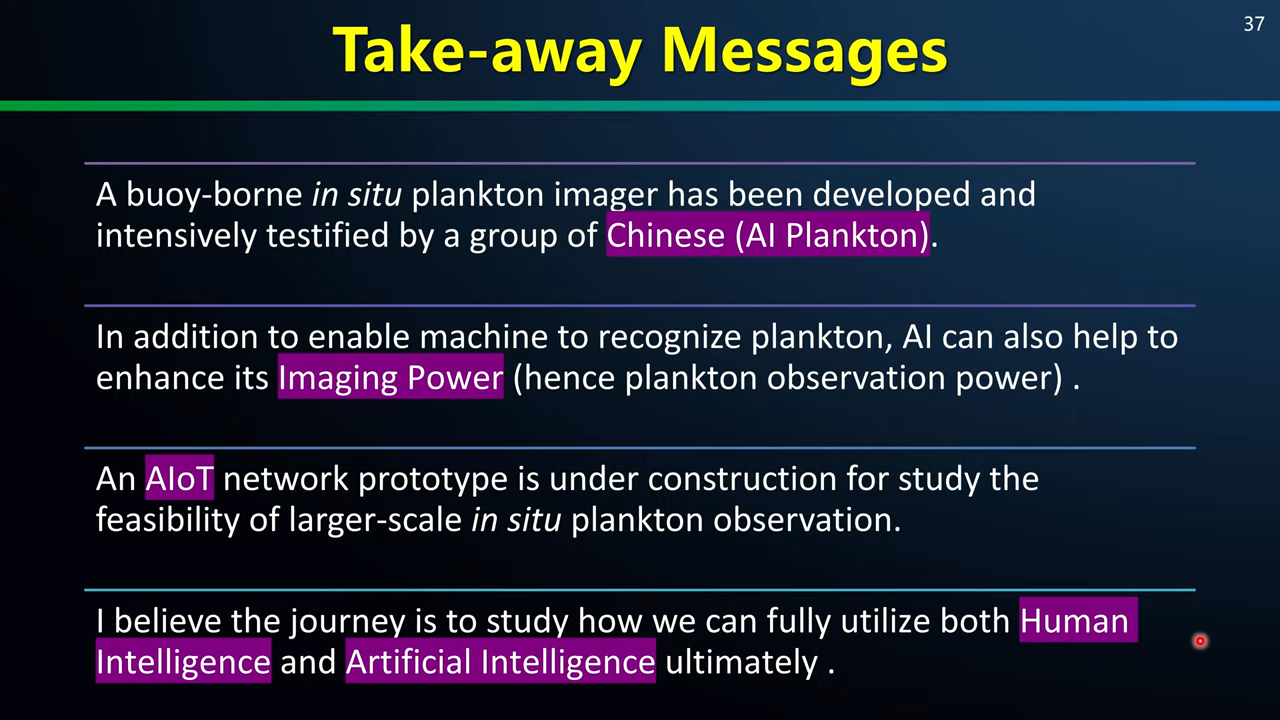 37
Take-away Messages
A buoy-borne in situ plankton imager has been developed and
intensively testified by a group of Chinese (AI Plankton).
In addition to enable machine to recognize plankton, AI can also help to
enhance its Imaging Power (hence plankton observation power) .
An AIoT network prototype is under construction for study the
feasibility of larger-scale in situ plankton observation.
I believe the journey is to study how we can fully utilize both Human
Intelligence and Artificial Intelligence ultimately .